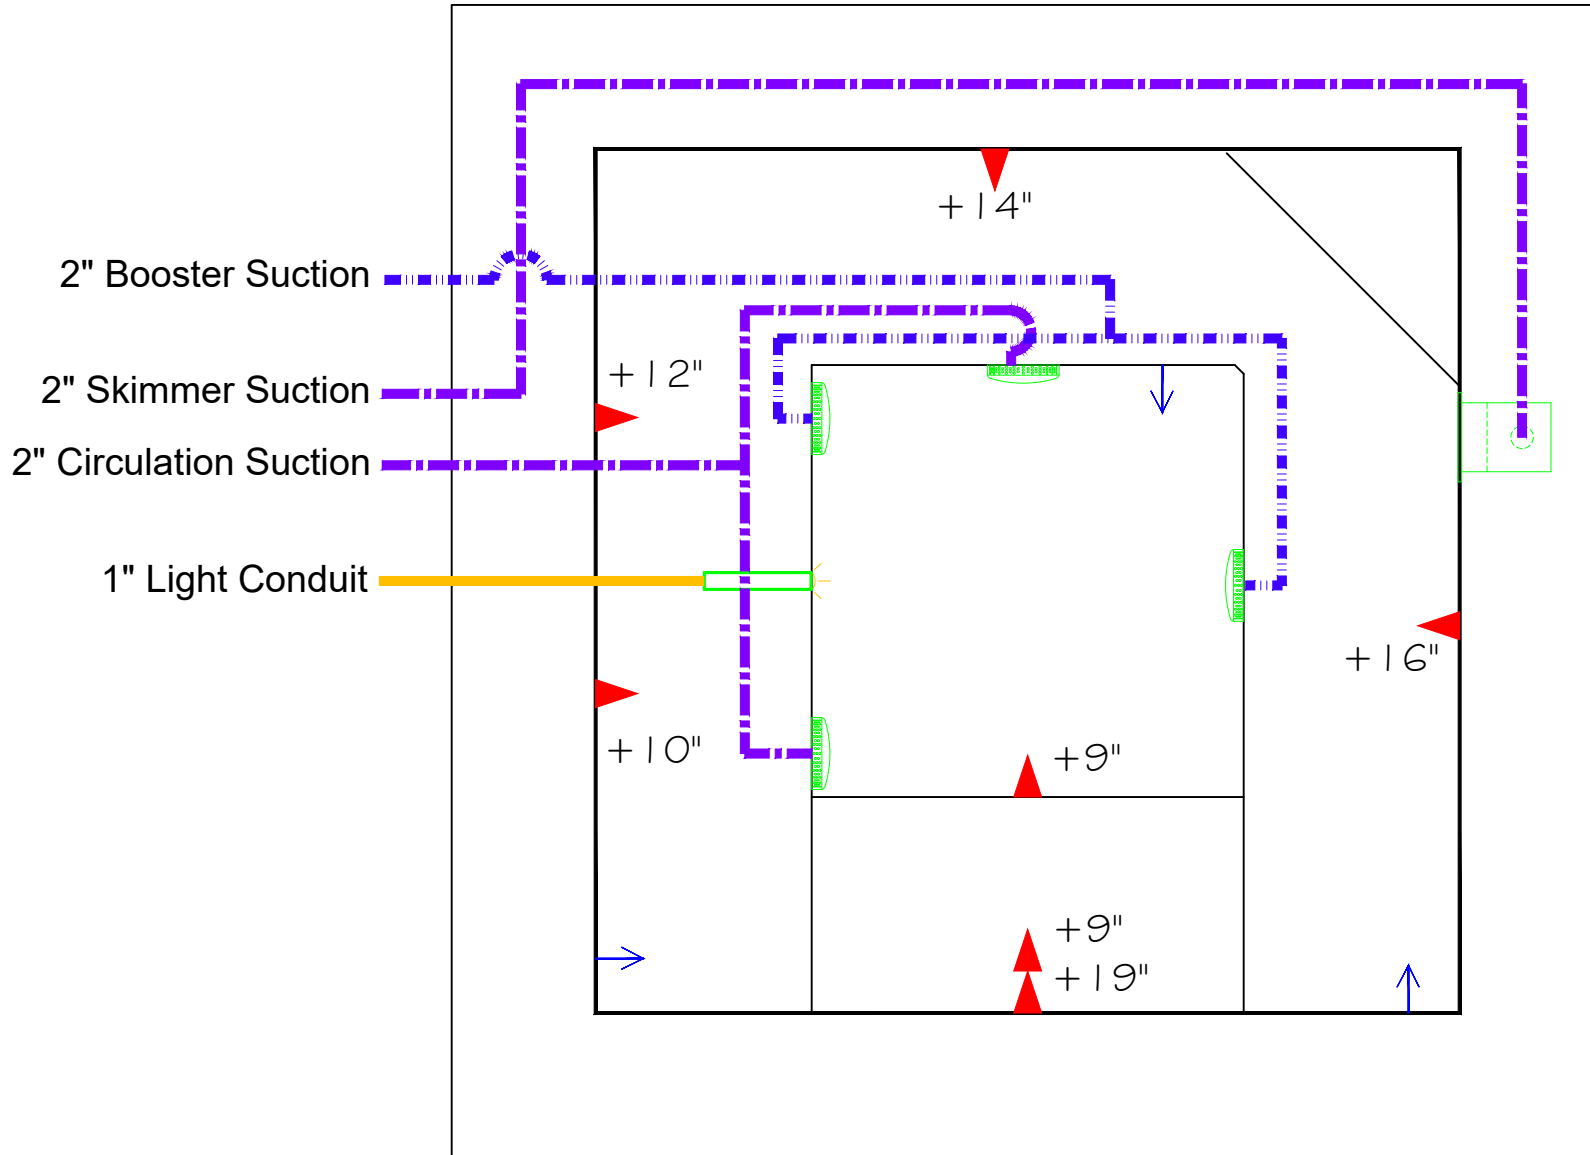 +14"
2" Booster Suction
+12"
2" Skimmer Suction
2" Circulation Suction
1" Light Conduit
+16"
+10"
+9"
+9"
+19"